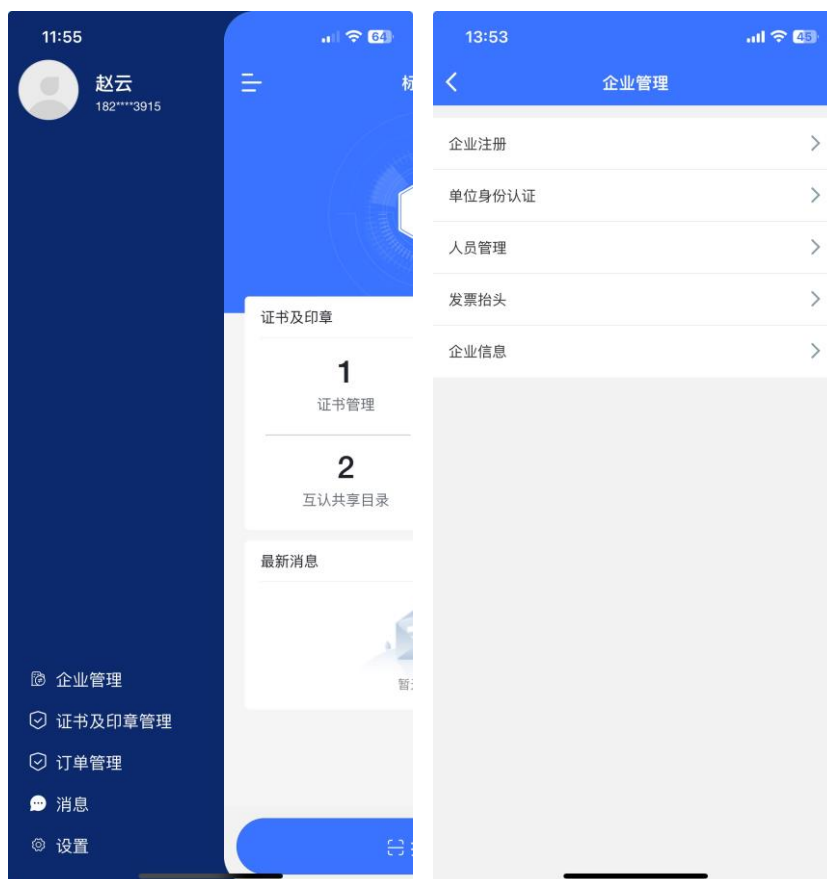 11:55
64
赵云
182****3915
标
证书及印章
1
证书管理
2
互认共享目录
最新消息
暂
企业管理
证书及印章管理
订单管理
消息
设置
13:53
45
企业管理
企业注册
单位身份认证
人员管理
发票抬头
企业信息